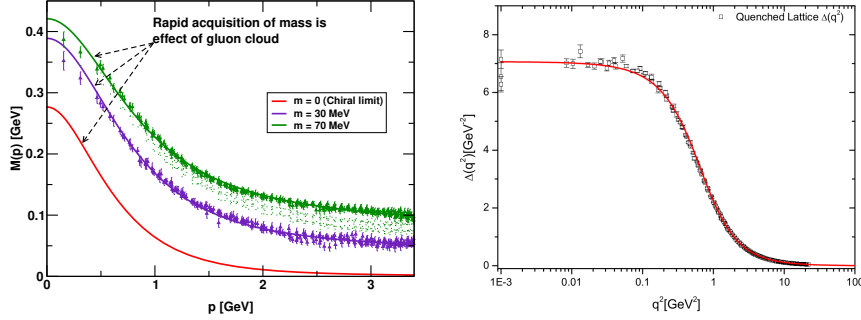 Rapid acquisition of mass is
effect of gluon cloud
m = 0 (Chiral limit)
m = 30 MeV
m = 70 MeV
M(p) [GeV]
0.4
0.3
0.2
0.1
0
0 1 2 3
p [GeV]
Quenched Lattice Δ(q²)
Δ(q²)[GeV⁻²]
8
6
4
2
0
1E-3 0.01 0.1 1 10 100
q² [GeV²]